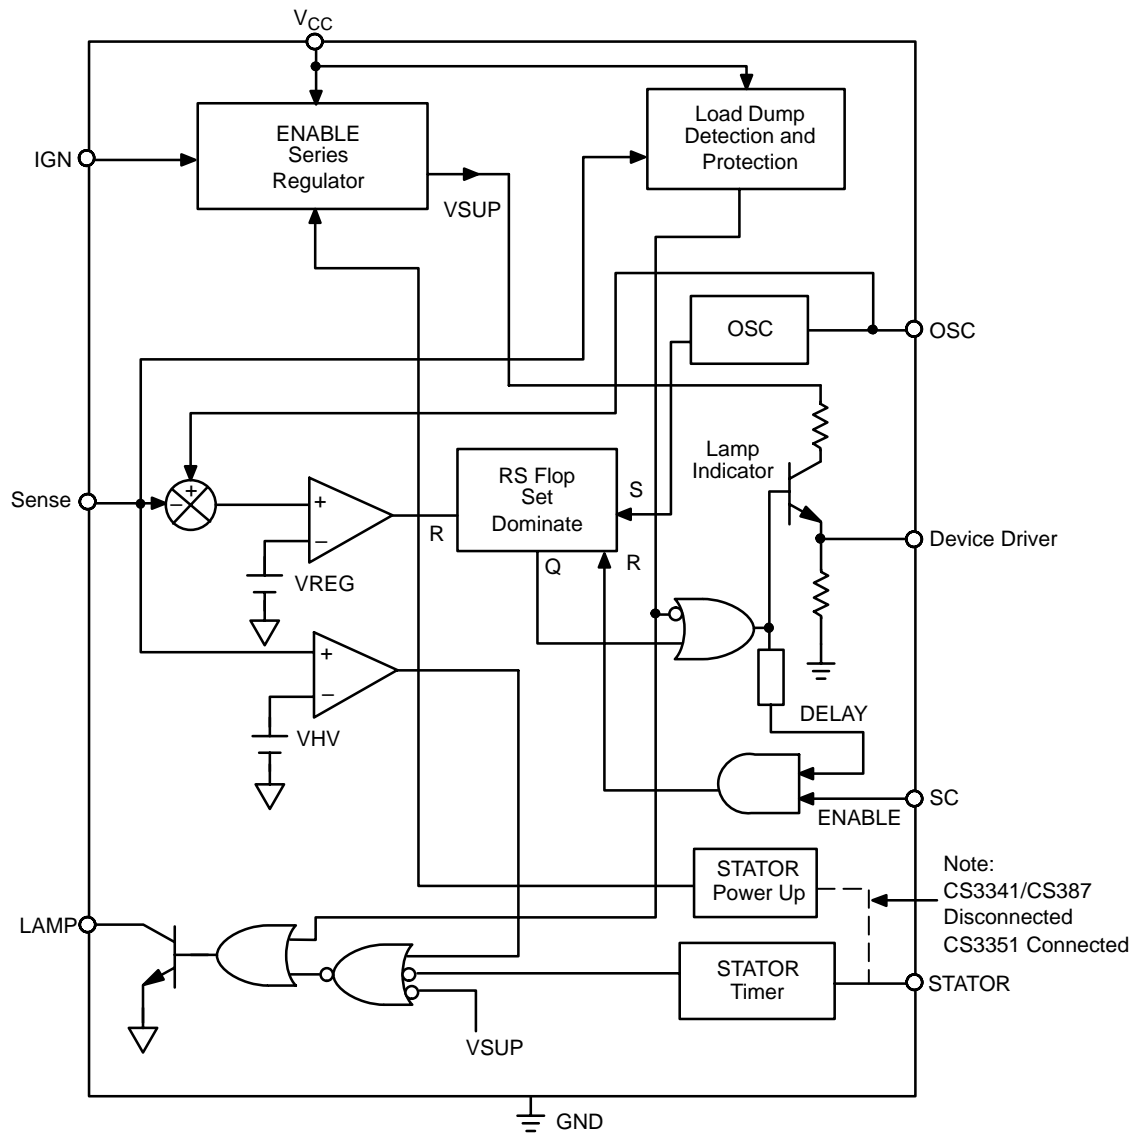 VCC
ENABLE
Series
Regulator
Load Dump
Detection and
Protection
IGN
VSUP
OSC
OSC
Lamp
Indicator
Sense
+
−
+
−
RS Flop
Set
Dominate
S
R
R
Q
Device Driver
VREG
+
−
VHV
DELAY
SC
ENABLE
STATOR
Power Up
Note:
CS3341/CS387
Disconnected
CS3351 Connected
LAMP
STATOR
Timer
STATOR
VSUP
GND